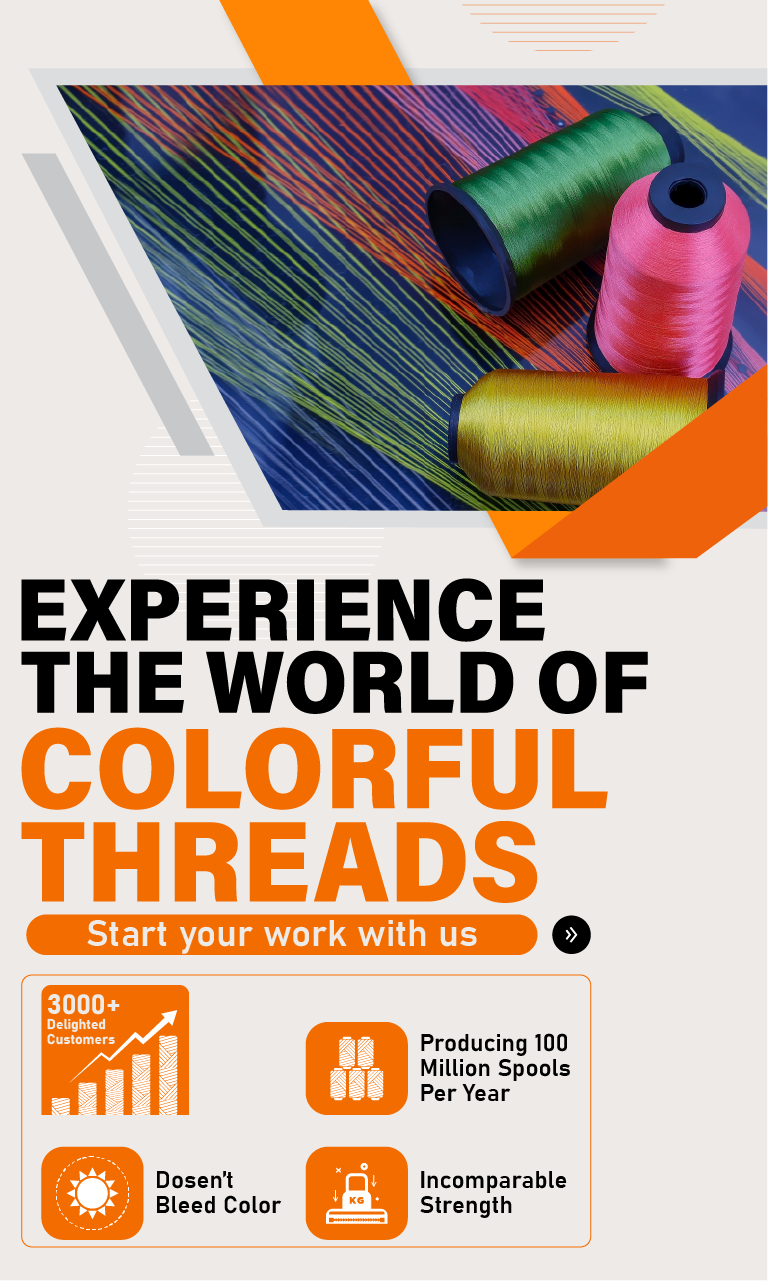 EXPERIENCE
THE WORLD OF
COLORFUL
THREADS
Start your work with us
3000+
Delighted
Customers
Producing 100
Million Spools
Per Year
Dosen't
Bleed Color
KG
Incomparable
Strength